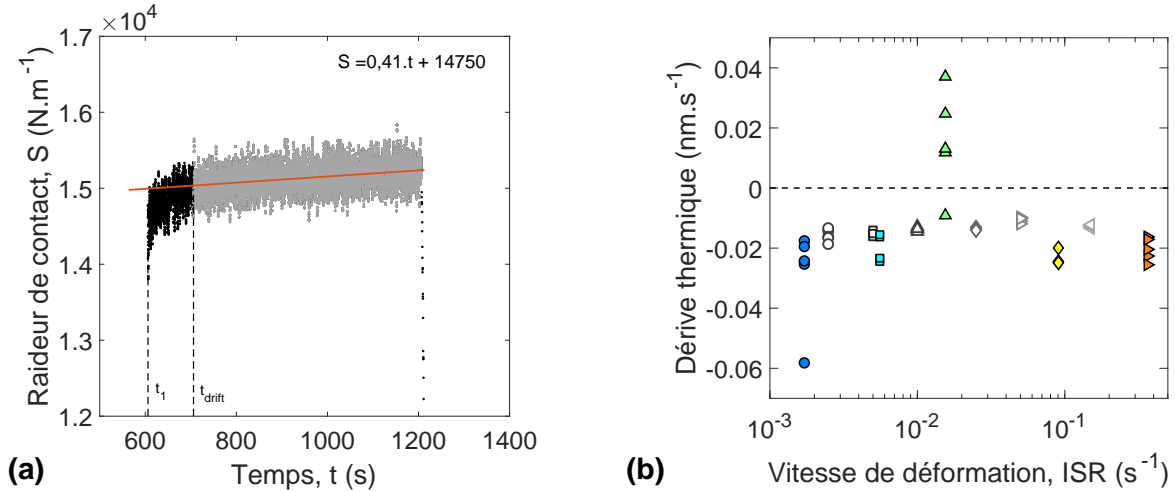 ×10⁴
1.7
1.6
1.5
1.4
1.3
1.2
600
800
1000
1200
1400
S =0,41.t + 14750
t₁
t_drift
Raideur de contact, S (N.m⁻¹)
Temps, t (s)
(a)
0.04
0.02
0
-0.02
-0.04
-0.06
10⁻³
10⁻²
10⁻¹
Dérive thermique (nm.s⁻¹)
Vitesse de déformation, ISR (s⁻¹)
(b)